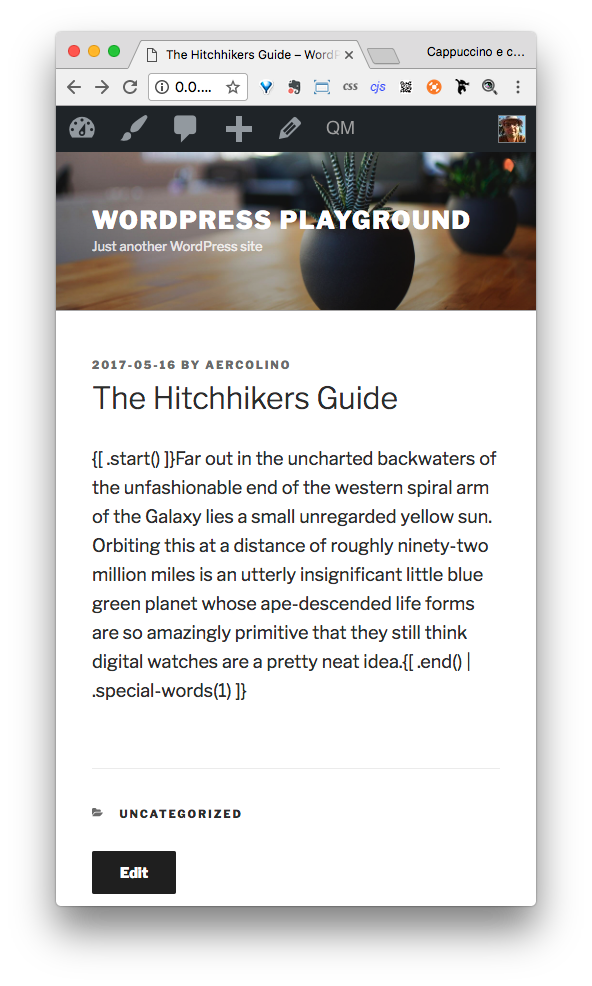 The Hitchhikers Guide – WordP
Cappuccino e c...
0.0....
css
cjs
QM
WORDPRESS PLAYGROUND
Just another WordPress site
2017-05-16 BY AERCOLINO
The Hitchhikers Guide
{[ .start() ]}Far out in the uncharted backwaters of
the unfashionable end of the western spiral arm
of the Galaxy lies a small unregarded yellow sun.
Orbiting this at a distance of roughly ninety-two
million miles is an utterly insignificant little blue
green planet whose ape-descended life forms
are so amazingly primitive that they still think
digital watches are a pretty neat idea.{[ .end() |
.special-words(1) ]}
UNCATEGORIZED
Edit